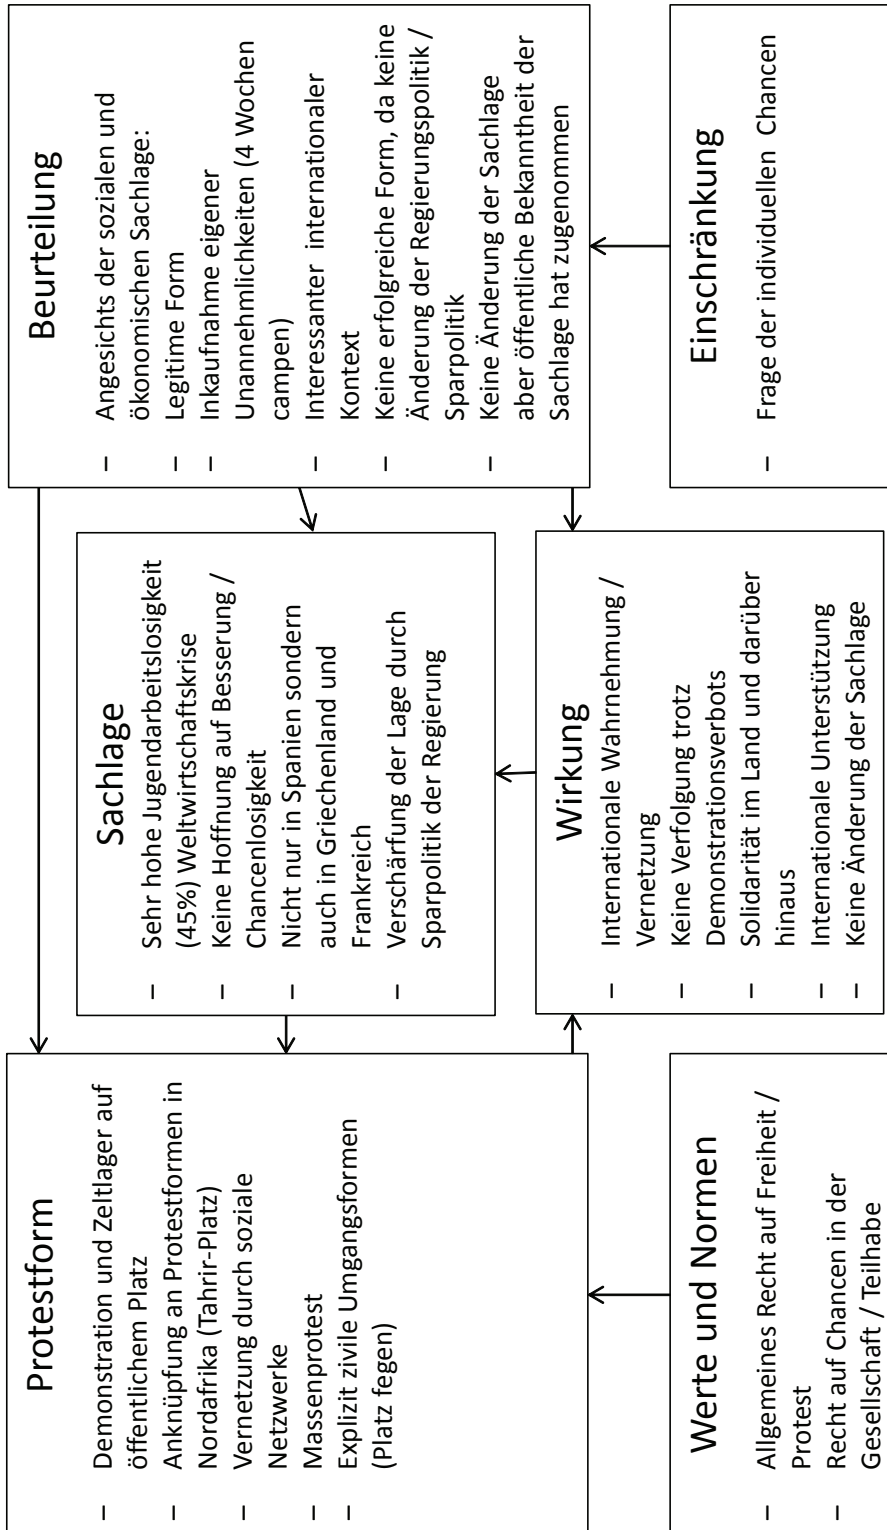 Protestform
– Demonstration und Zeltlager auf
öffentlichem Platz
– Anknüpfung an Protestformen in
Nordafrika (Tahrir-Platz)
– Vernetzung durch soziale
Netzwerke
– Massenprotest
– Explizit zivile Umgangsformen
(Platz fegen)
Sachlage
– Sehr hohe Jugendarbeitslosigkeit
(45%) Weltwirtschaftskrise
– Keine Hoffnung auf Besserung /
Chancenlosigkeit
– Nicht nur in Spanien sondern
auch in Griechenland und
Frankreich
– Verschärfung der Lage durch
Sparpolitik der Regierung
Beurteilung
– Angesichts der sozialen und
ökonomischen Sachlage:
– Legitime Form
– Inkaufnahme eigener
Unannehmlichkeiten (4 Wochen
campen)
– Interessanter internationaler
Kontext
– Keine erfolgreiche Form, da keine
Änderung der Regierungspolitik /
Sparpolitik
– Keine Änderung der Sachlage
aber öffentliche Bekanntheit der
Sachlage hat zugenommen
Werte und Normen
– Allgemeines Recht auf Freiheit /
Protest
– Recht auf Chancen in der
Gesellschaft / Teilhabe
Wirkung
– Internationale Wahrnehmung /
Vernetzung
– Keine Verfolgung trotz
Demonstrationsverbots
– Solidarität im Land und darüber
hinaus
– Internationale Unterstützung
– Keine Änderung der Sachlage
Einschränkung
– Frage der individuellen Chancen